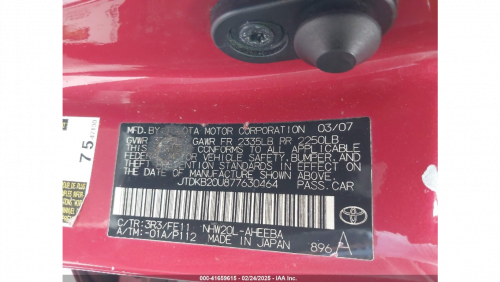 MFD. BY TOYOTA MOTOR CORPORATION 03/07
GVWR GAWR FR 2335LB RR 2250LB
THIS CONFORMS TO ALL APPLICABLE
FEDERAL MOTOR VEHICLE SAFETY, BUMPER, AND
THEFT PREVENTION STANDARDS IN EFFECT ON
THE DATE OF MANUFACTURE SHOWN ABOVE.
JTDKB20U877630464 PASS.CAR
C/TR: 3R3/FE11 NHW20L-AHEEBA
A/TM: -01A/P112 MADE IN JAPAN 896 A
TOYOTA
75
000-41659615 - 02/24/2025 - IAA Inc.